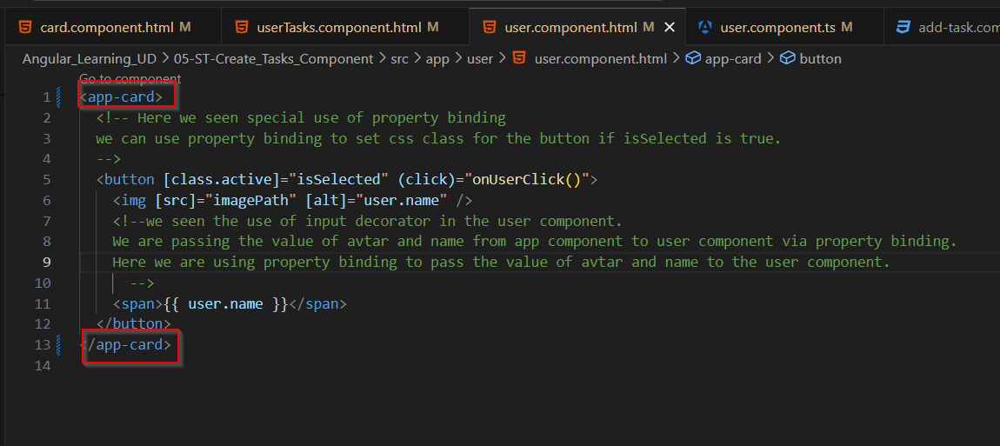 card.component.html M
userTasks.component.html M
user.component.html M
user.component.ts M
add-task.com
Angular_Learning_UD > 05-ST-Create_Tasks_Component > src > app > user > user.component.html > app-card > button
Go to component
1 <app-card>
2 <!-- Here we seen special use of property binding
3 we can use property binding to set css class for the button if isSelected is true.
4 -->
5 <button [class.active]="isSelected" (click)="onUserClick()">
6 <img [src]="imagePath" [alt]="user.name" />
7 <!--we seen the use of input decorator in the user component.
8 We are passing the value of avtar and name from app component to user component via property binding.
9 Here we are using property binding to pass the value of avtar and name to the user component.
10 -->
11 <span>{{ user.name }}</span>
12 </button>
13 </app-card>
14